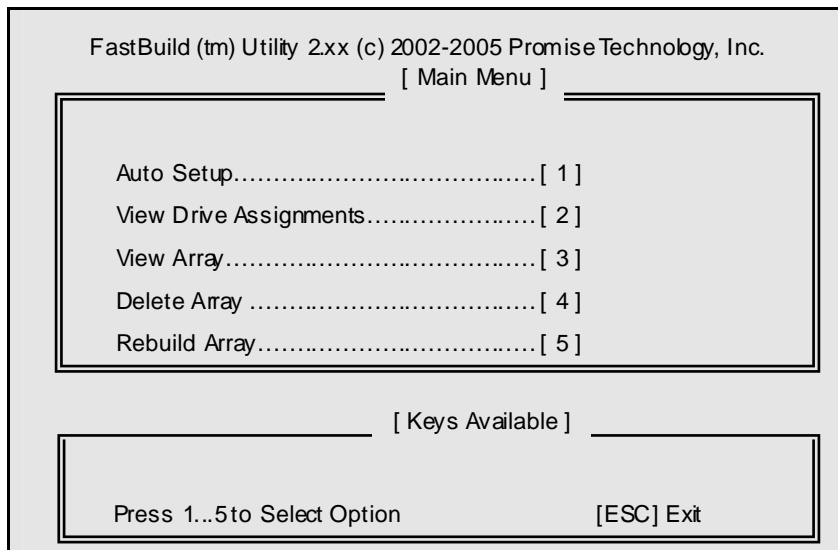 FastBuild (tm) Utility 2.xx (c) 2002-2005 Promise Technology, Inc.
[ Main Menu ]
Auto Setup......................................[ 1 ]
View Drive Assignments.....................[ 2 ]
View Array.......................................[ 3 ]
Delete Array ....................................[ 4 ]
Rebuild Array...................................[ 5 ]
[ Keys Available ]
Press 1...5 to Select Option [ESC] Exit